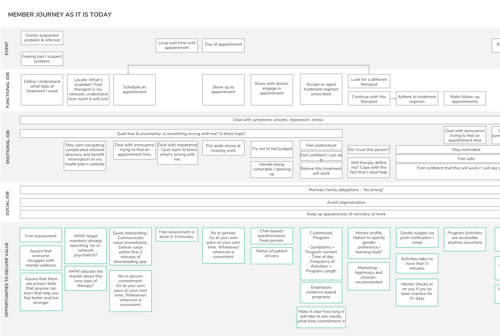 MEMBER JOURNEY AS IT IS TODAY
EVENT
Doctor suspected
problem & referred
Feeling bad / suspect
problem
Long wait time until
appointment
Day of appointment
FUNCTIONAL JOB
Define: Understand
what type of
treatment I need
Locate: What's
available? Find
therapist in my
network, understand
how much it will cost
Schedule an
appointment
Show up to
appointment
Share with doctor,
engage in
appointment
Accept or reject
treatment regimen
prescribed
Look for a different
therapist
Continue with this
therapist
Adhere to treatment
regimen
Make follow-up
appointments
EMOTIONAL JOB
Deal with symptoms: anxiety, depression, stress
Quell fear & uncertainty: is something wrong with me? Is there hope?
Stay calm navigating
complicated network
directory and benefit
information on my
health plan's website
Deal with annoyance
trying to find an
appointment time
Deal with impatience
- I just want to know
what's wrong with
me
Put aside stress at
missing work
Try not to feel judged
Handle being
vulnerable / opening
up
Feel understood
Feel confident I can do
Believe this treatment
will work
Do I trust this person?
Will therapy define
me? Cope with the
fact that I need help
Deal with annoyance
trying to find an
appointment time
Stay motivated
Feel safe
SOCIAL JOB
Maintain family obligations - "be strong"
Avoid stigmatization
Keep up appearances of normalcy at work
OPPORTUNITIES TO DELIVER VALUE
Free assessment
Assure that
everyone
struggles with
mental wellness
Assure that there
are proven skills
that anyone can
learn that help you
feel better and live
stronger
HMW target
members already
searching for in-
network
psychiatrist?
HMW educate the
market about this
new type of
therapy?
Quick onboarding /
Communicate
value immediately,
Deliver value
within first 2
minutes of
downloading app
No in-person
commitment
Go at your own
pace on your own
time. Whenever/
wherever is
convenient
Free assessment is
done in 5 minutes
No in-person.
Go at your own
pace on your own
time. Whenever/
wherever is
convenient
Chat-based /
questionnaires.
Feels privately
Notice of patient
privacy
Customized
Program
- Symptoms =
Program content
- Time of day
- Frequency of
Activities =
Program Length
Emphasize
evidence based
programs
Make it clear how long it
will take to see results,
what time commitment is
Mentor profile.
Option to specify
gender
preference /
learning style?
Marketing -
legitimacy and
clinician-
recommended
Gentle nudges via
push notification /
email
Activities take no
more than 5
minutes
Mentor checks in
on you if you've
been inactive for
3+ days
Program Activities
are accessible
anytime anywhere